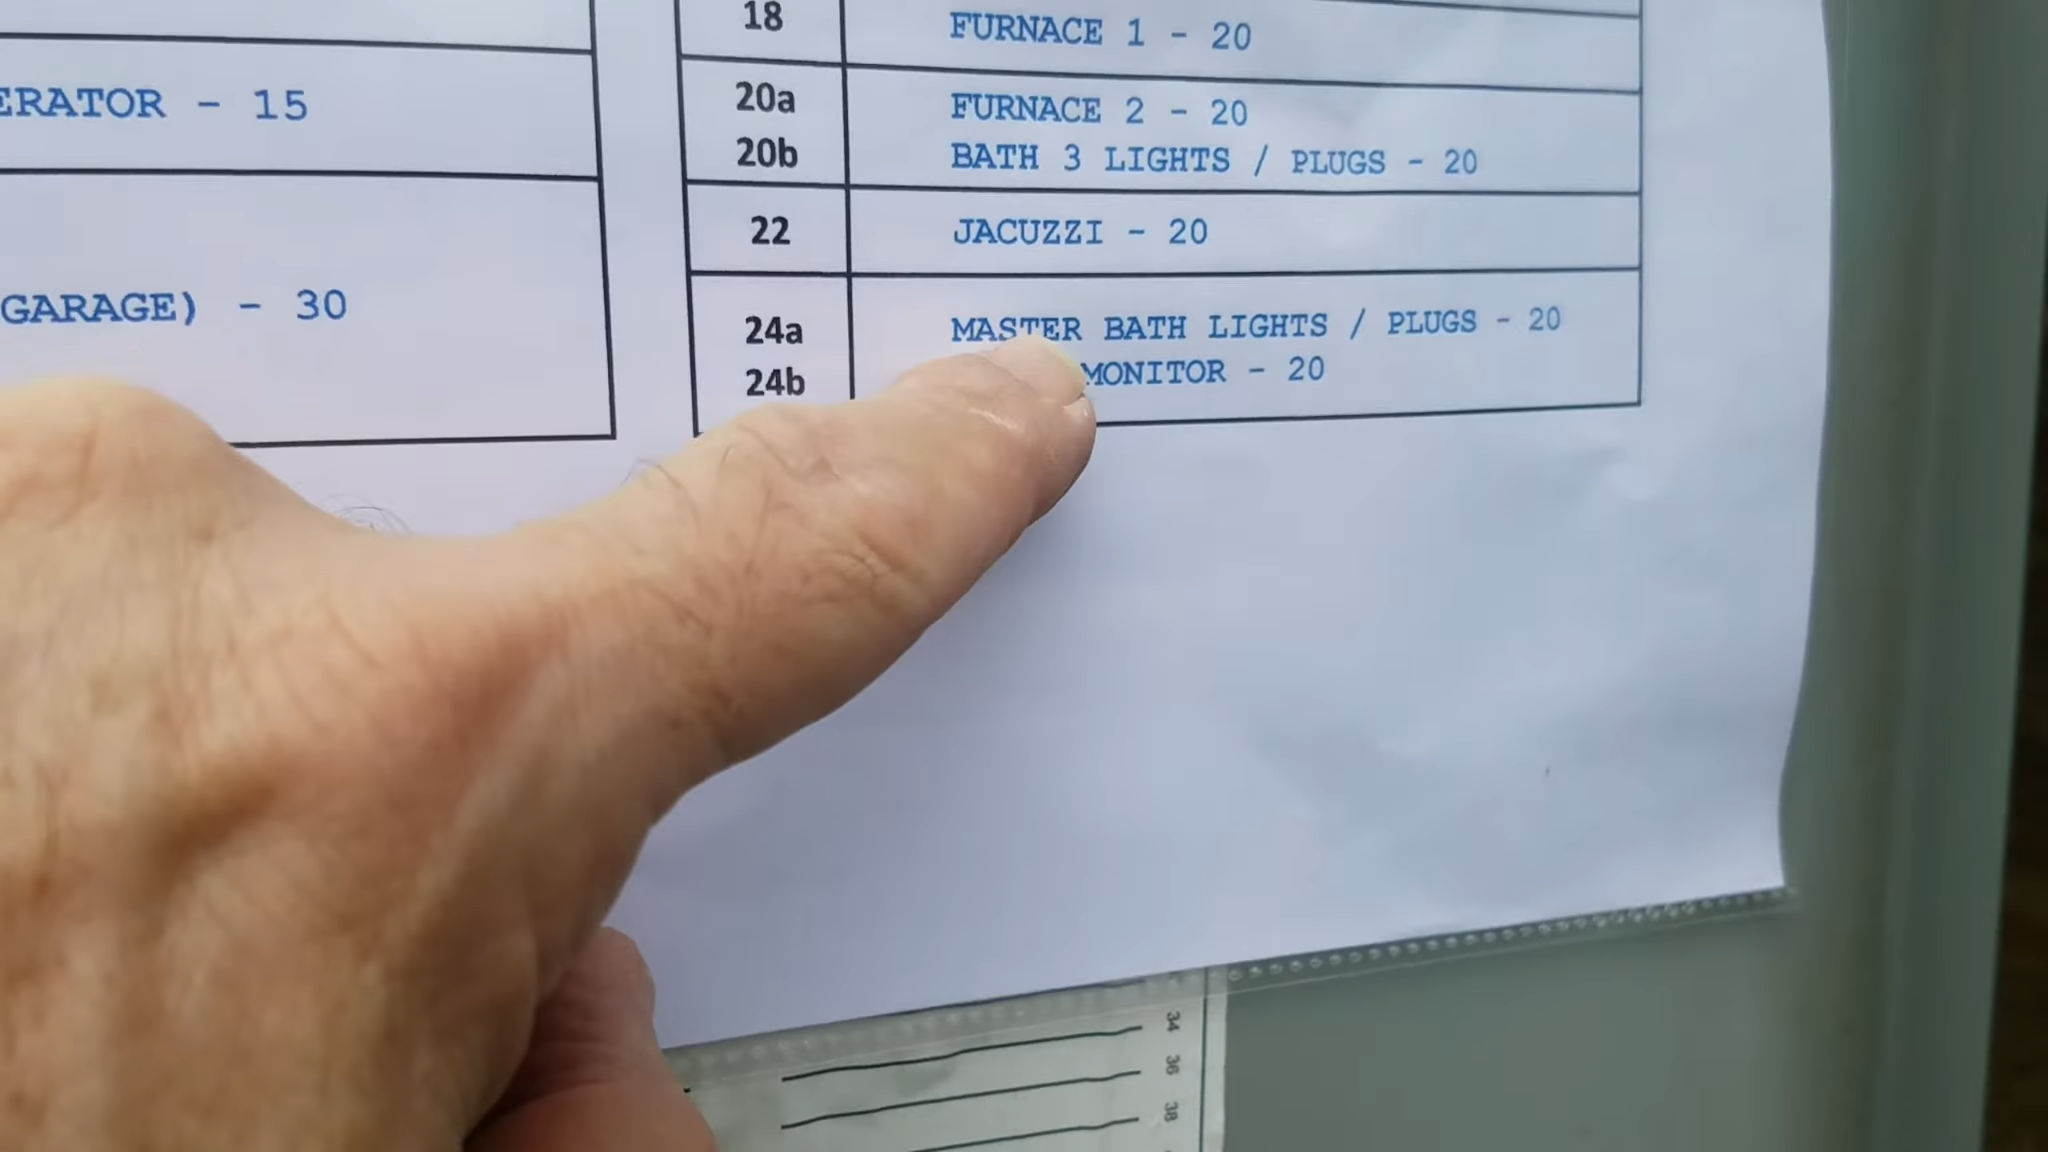 ERATOR - 15
GARAGE) - 30
18 FURNACE 1 - 20
20a FURNACE 2 - 20
20b BATH 3 LIGHTS / PLUGS - 20
22 JACUZZI - 20
24a MASTER BATH LIGHTS / PLUGS - 20
24b MONITOR - 20
34
36
38